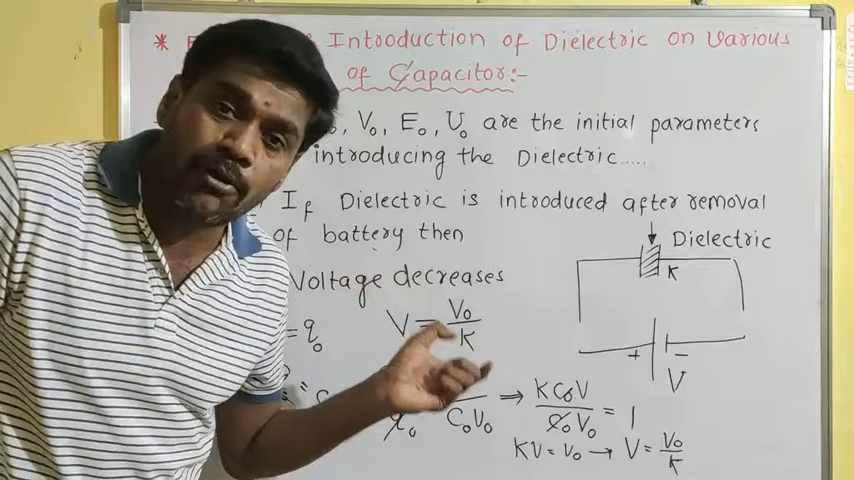 * Introduction of Dielectric on Various
of Capacitor:-
V₀, E₀, U₀ are the initial parameters
introducing the Dielectric.....
If Dielectric is introduced after removal
of battery then
Dielectric
K
Voltage decreases
= q₀
V = V₀/K
+ −
V
C₀V₀ ⇒ KC₀V/C₀V₀ = 1
KV = V₀ → V = V₀/K